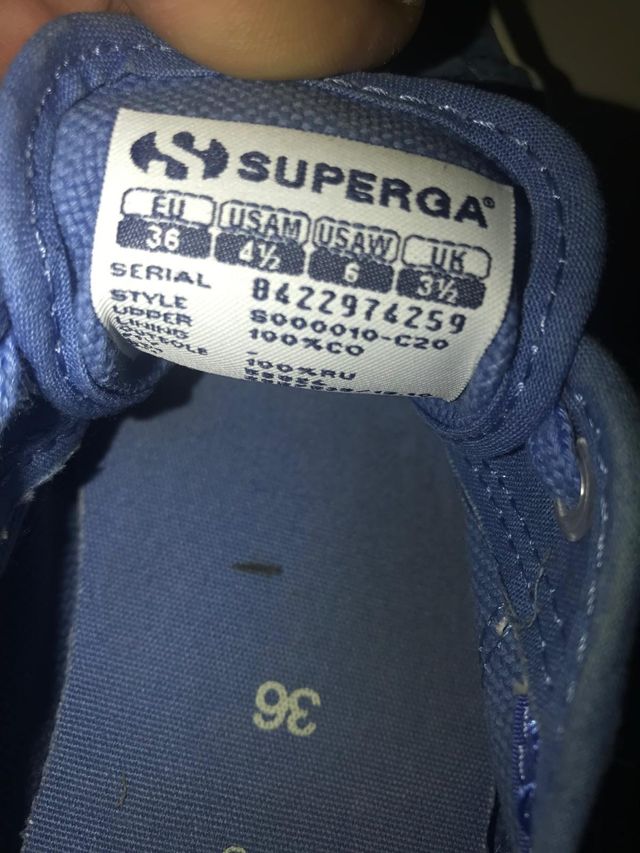 SUPERGA®
EU USAM USAW UK
36 4½ 6 3½
SERIAL 8422974259
STYLE S000010-C20
UPPER 100%CO
LINING -
100%RU
36